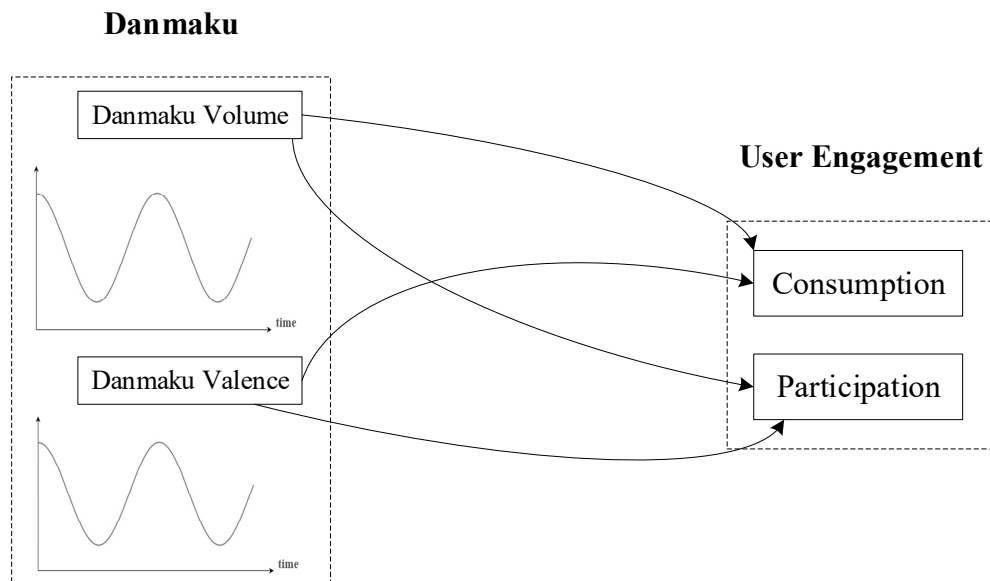 Danmaku
Danmaku Volume
time
Danmaku Valence
time
User Engagement
Consumption
Participation